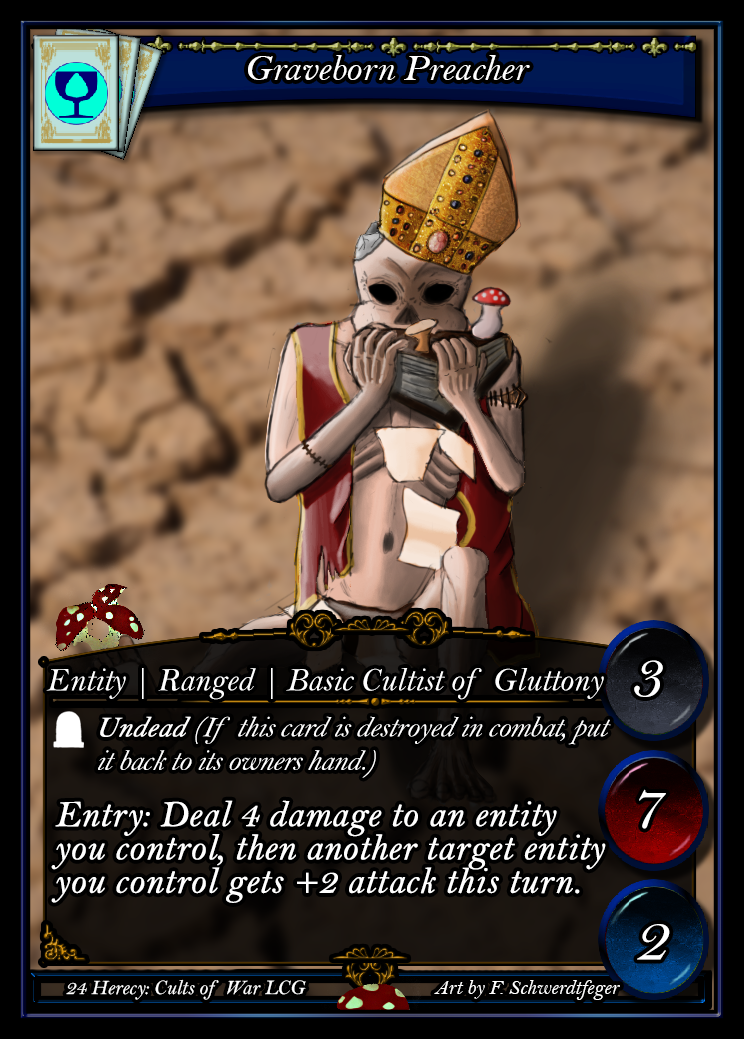 Graveborn Preacher
Entity | Ranged | Basic Cultist of Gluttony
3
Undead (If this card is destroyed in combat, put
it back to its owners hand.)
7
Entry: Deal 4 damage to an entity
you control, then another target entity
you control gets +2 attack this turn.
2
24 Herecy: Cults of War LCG
Art by F. Schwerdtfeger